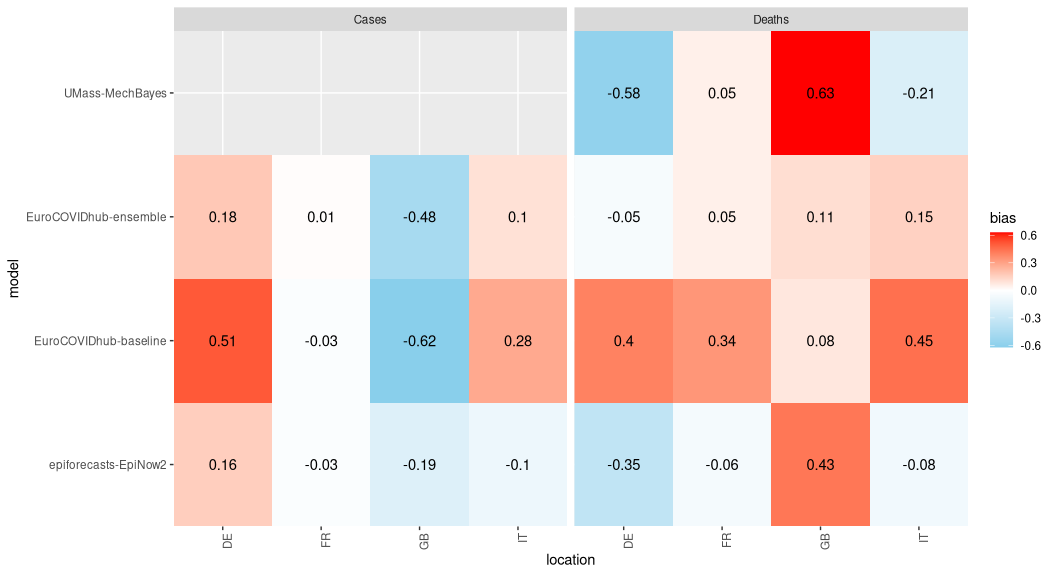 Cases Deaths
UMass-MechBayes -0.58 0.05 0.63 -0.21
EuroCOVIDhub-ensemble 0.18 0.01 -0.48 0.1 -0.05 0.05 0.11 0.15
EuroCOVIDhub-baseline 0.51 -0.03 -0.62 0.28 0.4 0.34 0.08 0.45
epiforecasts-EpiNow2 0.16 -0.03 -0.19 -0.1 -0.35 -0.06 0.43 -0.08
DE FR GB IT DE FR GB IT
location
model
bias
0.6
0.3
0.0
-0.3
-0.6